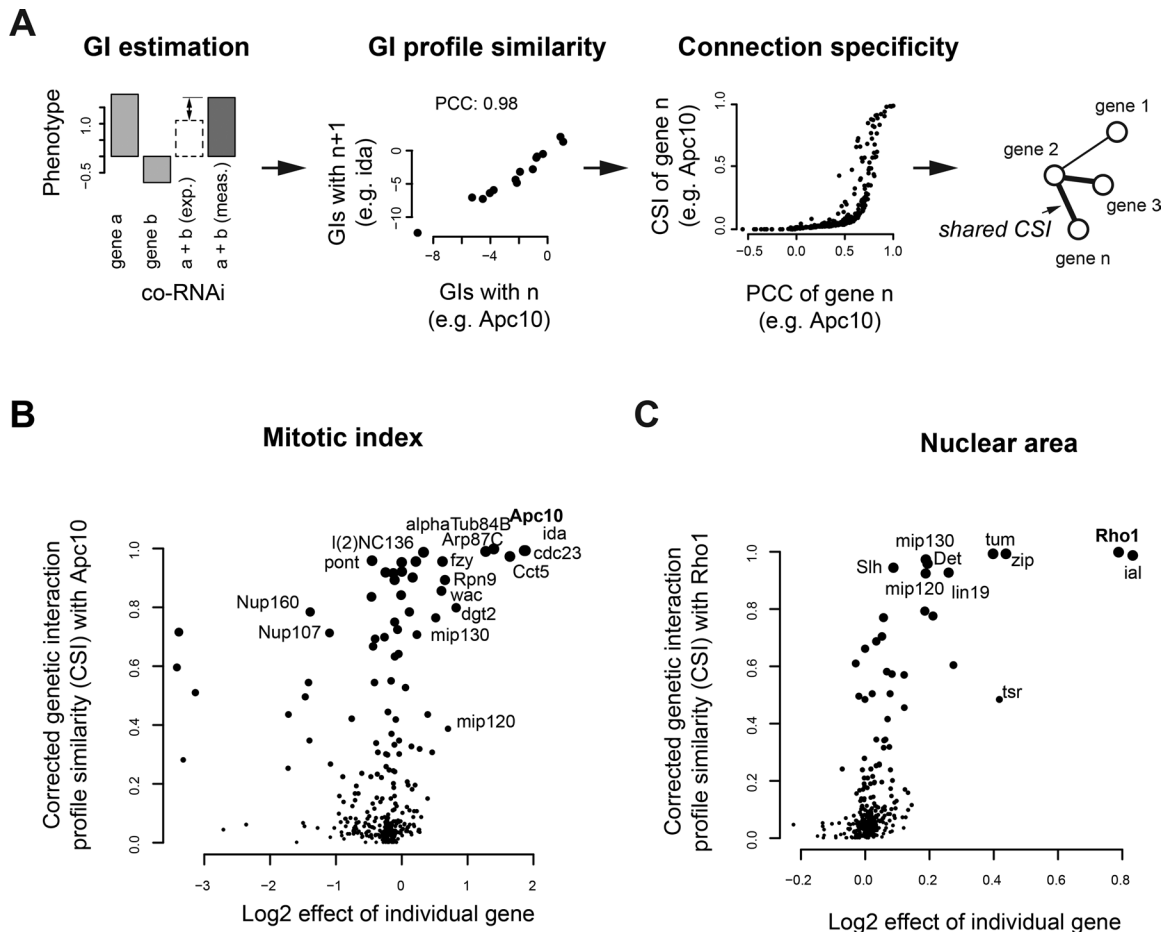 A
GI estimation
GI profile similarity
Connection specificity
Phenotype
1.0
−0.5
gene a
gene b
a + b (exp.)
a + b (meas.)
co-RNAi
PCC: 0.98
GIs with n+1
(e.g. ida)
0
−5
−10
−8
−4
0
GIs with n
(e.g. Apc10)
CSI of gene n
(e.g. Apc10)
1.0
0.5
0.0
−0.5
0.0
0.5
1.0
PCC of gene n
(e.g. Apc10)
gene 1
gene 2
gene 3
shared CSI
gene n
B
Mitotic index
Corrected genetic interaction
profile similarity (CSI) with Apc10
1.0
0.8
0.6
0.4
0.2
0.0
Apc10
alphaTub84B
ida
Arp87C
l(2)NC136
cdc23
fzy
pont
Cct5
Rpn9
wac
Nup160
dgt2
Nup107
mip130
mip120
−3
−2
−1
0
1
2
Log2 effect of individual gene
C
Nuclear area
Corrected genetic interaction
profile similarity (CSI) with Rho1
1.0
0.8
0.6
0.4
0.2
0.0
mip130
tum
Rho1
Det
zip
Slh
ial
mip120
lin19
tsr
−0.2
0.0
0.2
0.4
0.6
0.8
Log2 effect of individual gene